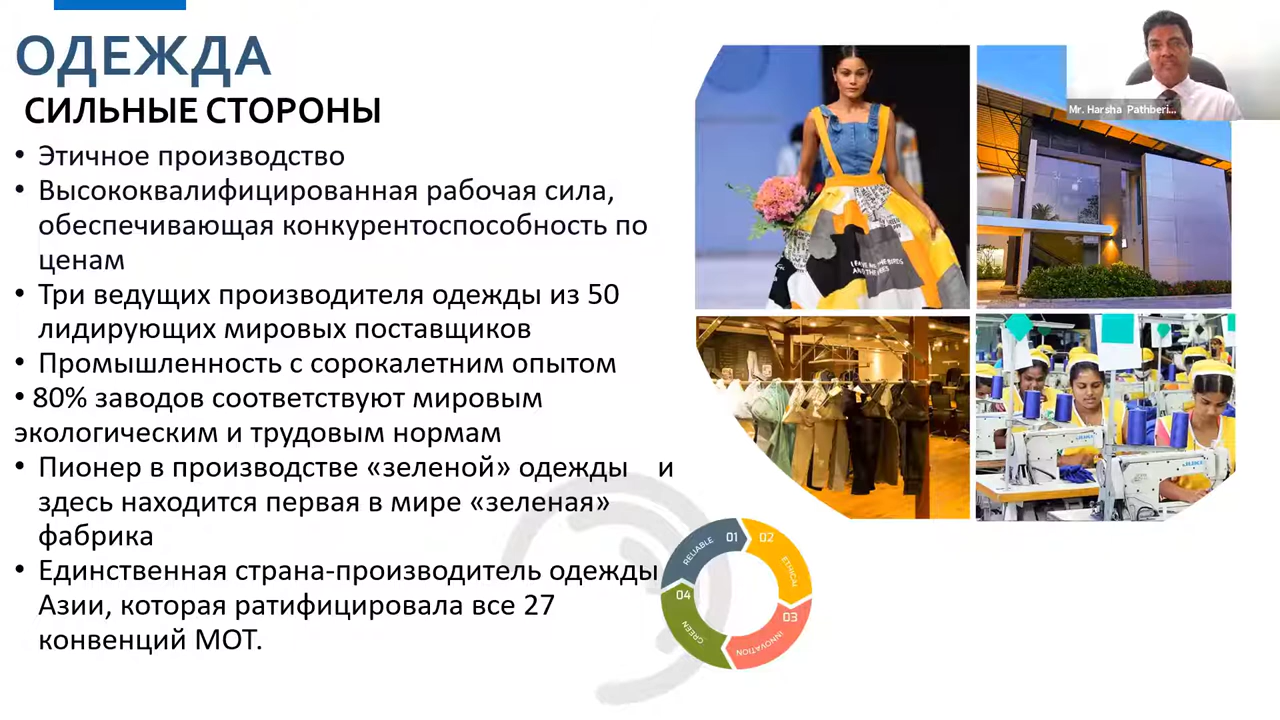 ОДЕЖДА
СИЛЬНЫЕ СТОРОНЫ
• Этичное производство
• Высококвалифицированная рабочая сила,
обеспечивающая конкурентоспособность по
ценам
• Три ведущих производителя одежды из 50
лидирующих мировых поставщиков
• Промышленность с сорокалетним опытом
• 80% заводов соответствуют мировым
экологическим и трудовым нормам
• Пионер в производстве «зеленой» одежды и
здесь находится первая в мире «зеленая»
фабрика
• Единственная страна-производитель одежды
Азии, которая ратифицировала все 27
конвенций МОТ.
Mr. Harsha Pathberi...
AND THE
01 RELIABLE
02 ETHICAL
03 INNOVATION
04 GREEN